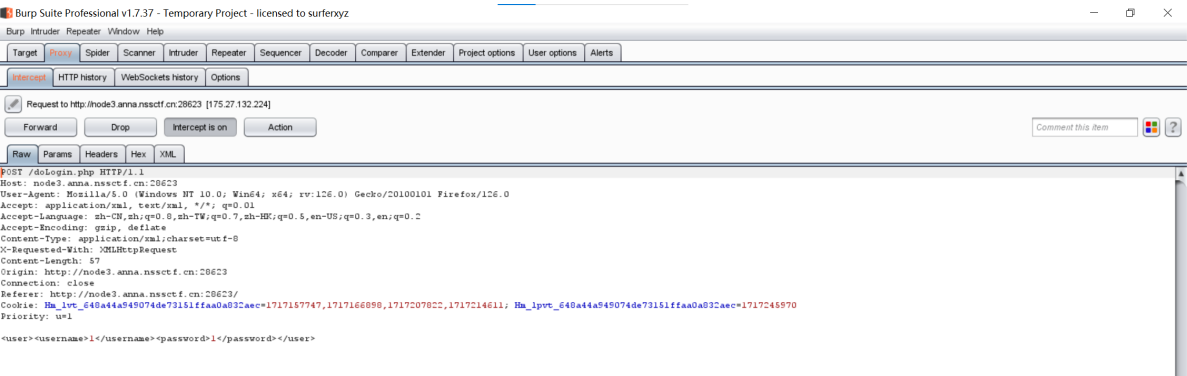 Burp Suite Professional v1.7.37 - Temporary Project - licensed to surferxyz
Burp Intruder Repeater Window Help
Target Proxy Spider Scanner Intruder Repeater Sequencer Decoder Comparer Extender Project options User options Alerts
Intercept HTTP history WebSockets history Options
Request to http://node3.anna.nssctf.cn:28623 [175.27.132.224]
Forward Drop Intercept is on Action Comment this item ?
Raw Params Headers Hex XML
POST /doLogin.php HTTP/1.1
Host: node3.anna.nssctf.cn:28623
User-Agent: Mozilla/5.0 (Windows NT 10.0; Win64; x64; rv:126.0) Gecko/20100101 Firefox/126.0
Accept: application/xml, text/xml, */*; q=0.01
Accept-Language: zh-CN,zh;q=0.8,zh-TW;q=0.7,zh-HK;q=0.5,en-US;q=0.3,en;q=0.2
Accept-Encoding: gzip, deflate
Content-Type: application/xml;charset=utf-8
X-Requested-With: XMLHttpRequest
Content-Length: 57
Origin: http://node3.anna.nssctf.cn:28623
Connection: close
Referer: http://node3.anna.nssctf.cn:28623/
Cookie: Hm_lvt_648a44a949074de73151ffaa0a832aec=1717157747,1717166898,1717207822,1717214611; Hm_lpvt_648a44a949074de73151ffaa0a832aec=1717245970
Priority: u=1
<user><username>1</username><password>1</password></user>